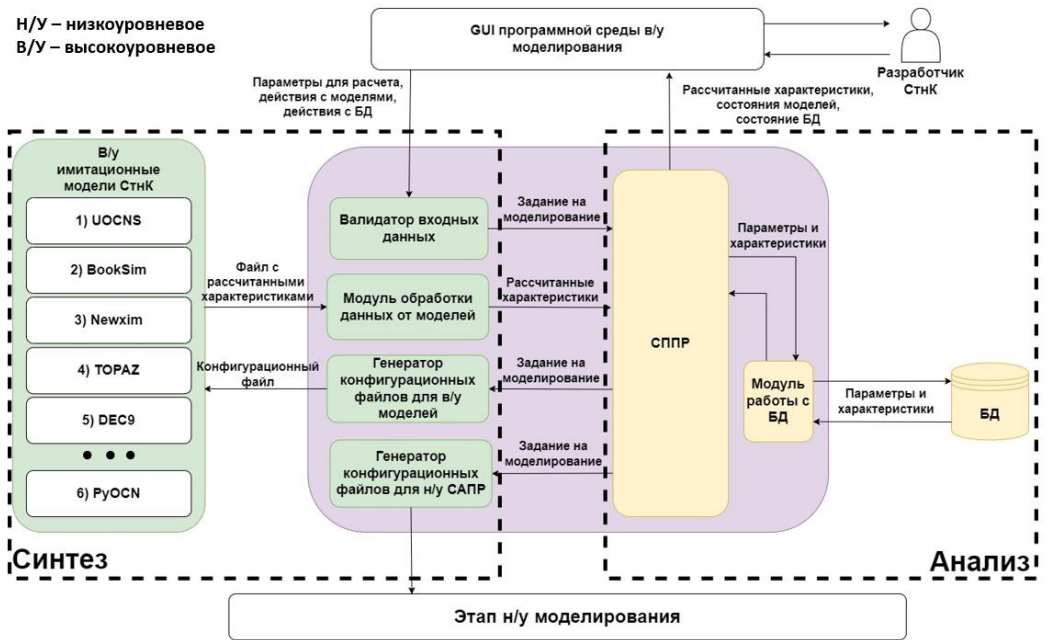 Н/У – низкоуровневое
В/У – высокоуровневое
GUI программной среды в/у
моделирования
Разработчик
СтнК
Параметры для расчета,
действия с моделями,
действия с БД
Рассчитанные характеристики,
состояния моделей,
состояние БД
В/у
имитационные
модели СтнК
1) UOCNS
2) BookSim
3) Newxim
4) TOPAZ
5) DEC9
6) PyOCN
Файл с
рассчитанными
характеристиками
Конфигурационный
файл
Валидатор входных
данных
Модуль обработки
данных от моделей
Генератор
конфигурационных
файлов для в/у
моделей
Генератор
конфигурационных
файлов для н/у САПР
Задание на
моделирование
Рассчитанные
характеристики
Задание на
моделирование
Задание на
моделирование
СППР
Параметры и
характеристики
Модуль
работы с
БД
Параметры и
характеристики
БД
Синтез
Анализ
Этап н/у моделирования